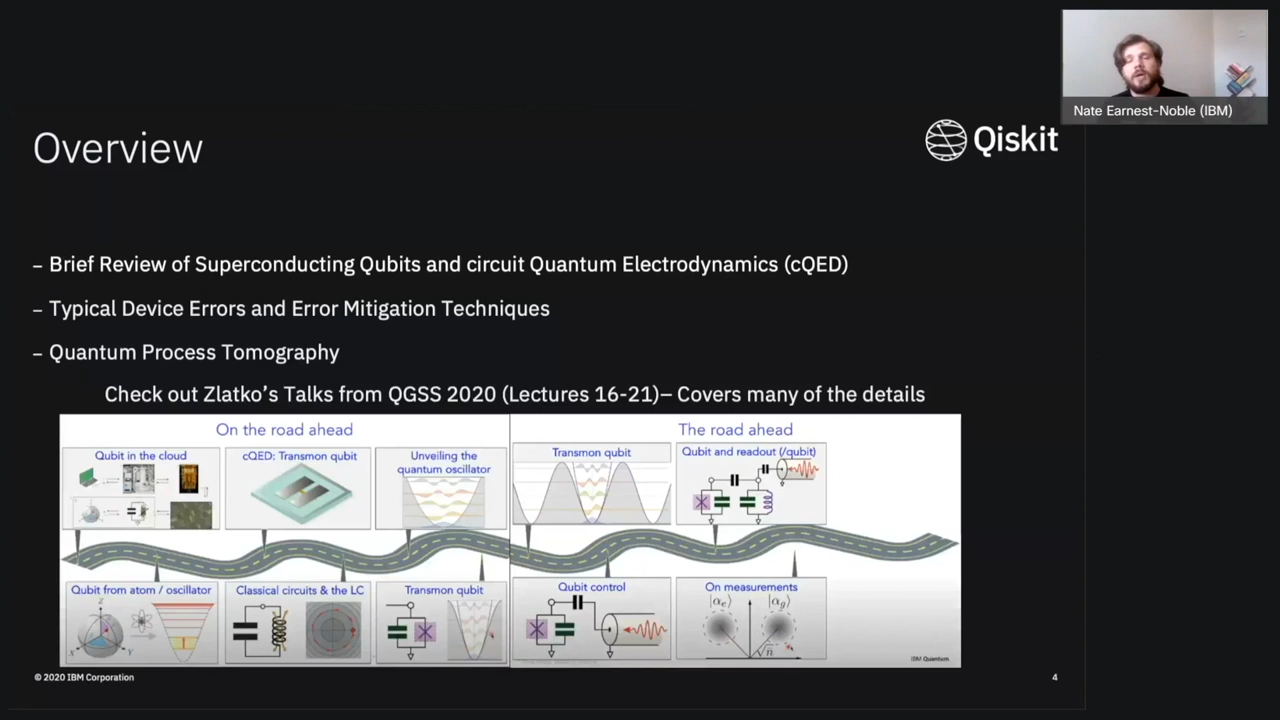 Nate Earnest-Noble (IBM)
Overview
Qiskit
– Brief Review of Superconducting Qubits and circuit Quantum Electrodynamics (cQED)
– Typical Device Errors and Error Mitigation Techniques
– Quantum Process Tomography
Check out Zlatko's Talks from QGSS 2020 (Lectures 16-21)– Covers many of the details
On the road ahead
Qubit in the cloud
cQED: Transmon qubit
Unveiling the
quantum oscillator
Qubit from atom / oscillator
Z
X
Y
Classical circuits & the LC
Transmon qubit
The road ahead
Transmon qubit
Qubit and readout (/qubit)
Qubit control
On measurements
|αe⟩ |αg⟩
√n̄
IBM Quantum
© 2020 IBM Corporation
4